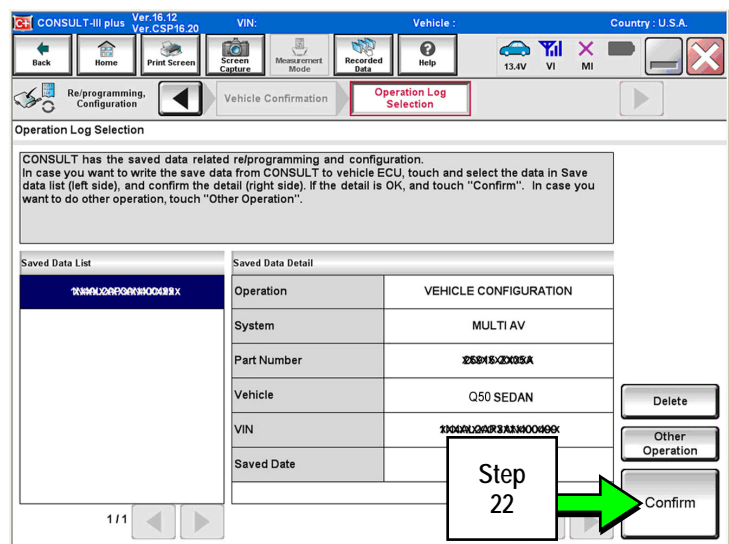 CONSULT-III plus Ver.16.12
Ver.CSP16.20
VIN:
Vehicle :
Country : U.S.A.
Back
Home
Print Screen
Screen
Capture
Measurement
Mode
Recorded
Data
Help
13.4V
VI
MI
Re/programming,
Configuration
Vehicle Confirmation
Operation Log
Selection
Operation Log Selection
CONSULT has the saved data related re/programming and configuration.
In case you want to write the save data from CONSULT to vehicle ECU, touch and select the data in Save
data list (left side), and confirm the detail (right side). If the detail is OK, and touch "Confirm".  In case you
want to do other operation, touch "Other Operation".
Saved Data List
Saved Data Detail
Operation
VEHICLE CONFIGURATION
System
MULTI AV
Part Number
Vehicle
Q50 SEDAN
VIN
Saved Date
Delete
Other
Operation
Confirm
Step
22
1/1